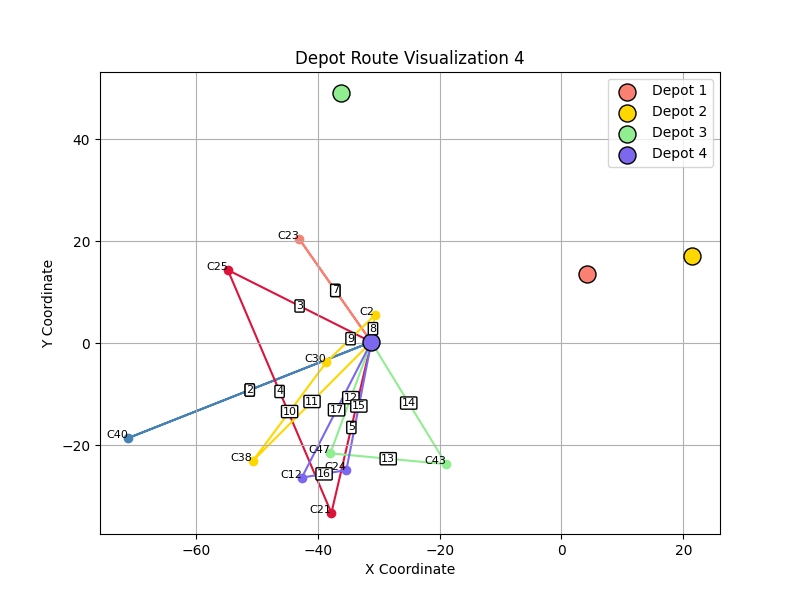 Depot Route Visualization 4
Depot 1
Depot 2
Depot 3
Depot 4
Y Coordinate
40
20
0
−20
C23
C25
7
3
C2
8
9
C30
2
4
12
14
11
15
10
17
5
C40
C47
C38
13
C43
C24
C12
16
C21
−60
−40
−20
0
20
X Coordinate